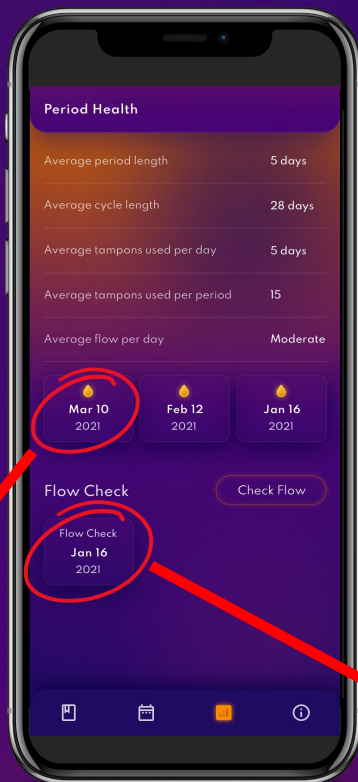 Period Health
Average period length 5 days
Average cycle length 28 days
Average tampons used per day 5 days
Average tampons used per period 15
Average flow per day Moderate
Mar 10 Feb 12 Jan 16
2021 2021 2021
Flow Check Check Flow
Flow Check
Jan 16
2021